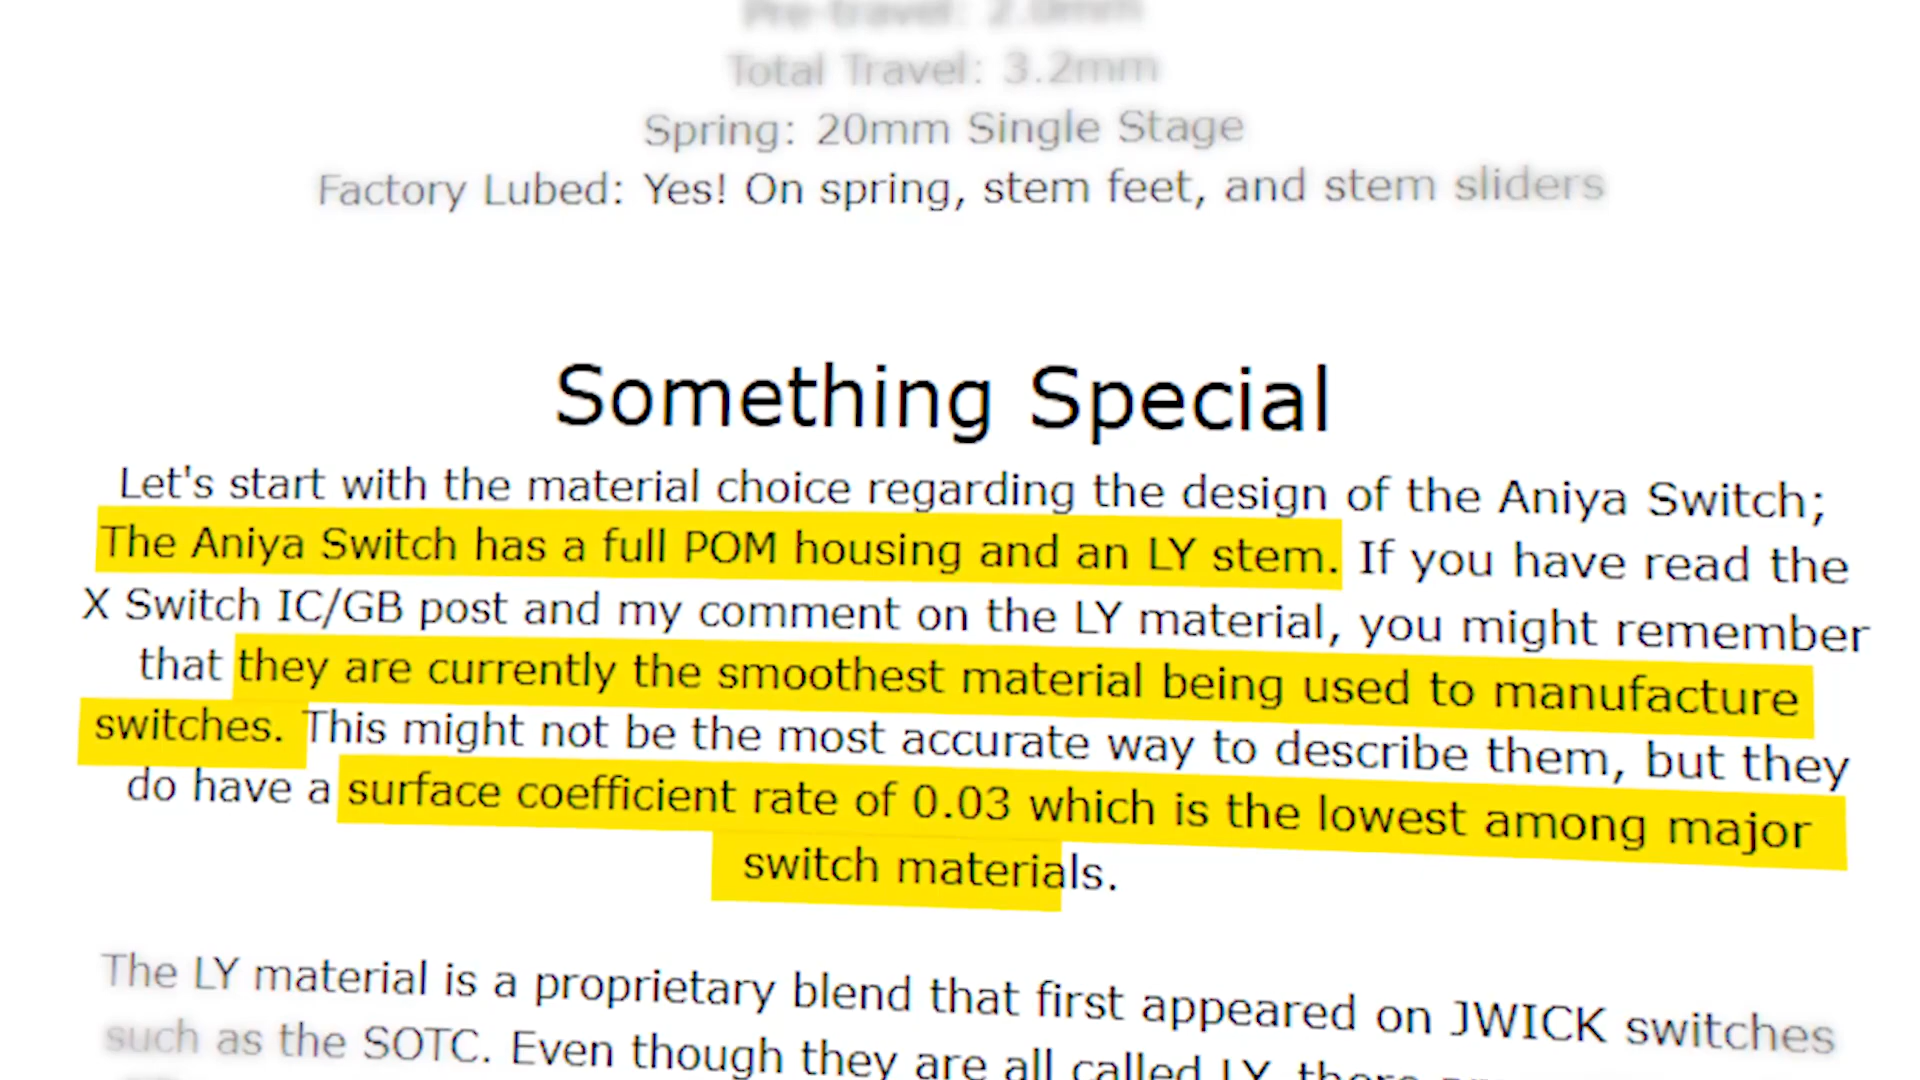 Pre-travel: 2.0mm
Total Travel: 3.2mm
Spring: 20mm Single Stage
Factory Lubed: Yes! On spring, stem feet, and stem sliders
Something Special
Let's start with the material choice regarding the design of the Aniya Switch;
The Aniya Switch has a full POM housing and an LY stem. If you have read the
X Switch IC/GB post and my comment on the LY material, you might remember
that they are currently the smoothest material being used to manufacture
switches. This might not be the most accurate way to describe them, but they
do have a surface coefficient rate of 0.03 which is the lowest among major
switch materials.
The LY material is a proprietary blend that first appeared on JWICK switches
such as the SOTC. Even though they are all called LY, there